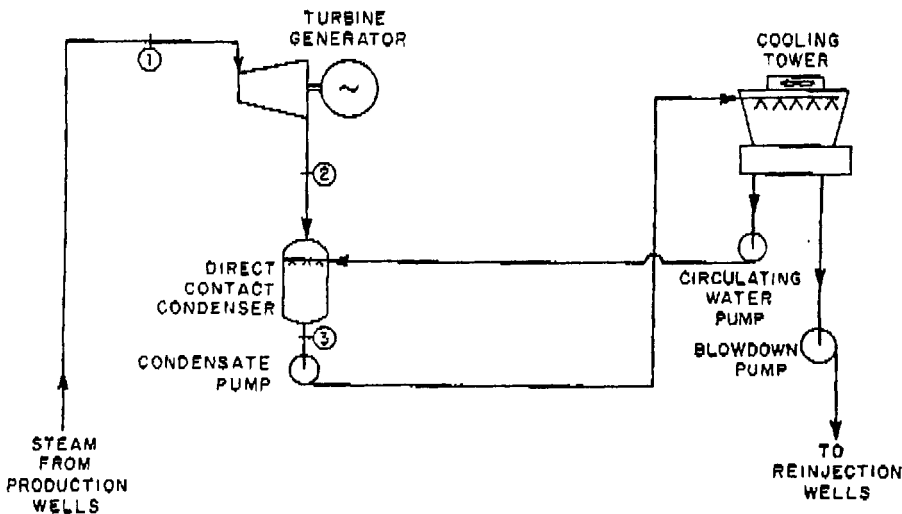 TURBINE
GENERATOR
COOLING
TOWER
1
~
2
DIRECT
CONTACT
CONDENSER
CIRCULATING
WATER
PUMP
3
CONDENSATE
PUMP
BLOWDOWN
PUMP
STEAM
FROM
PRODUCTION
WELLS
TO
REINJECTION
WELLS